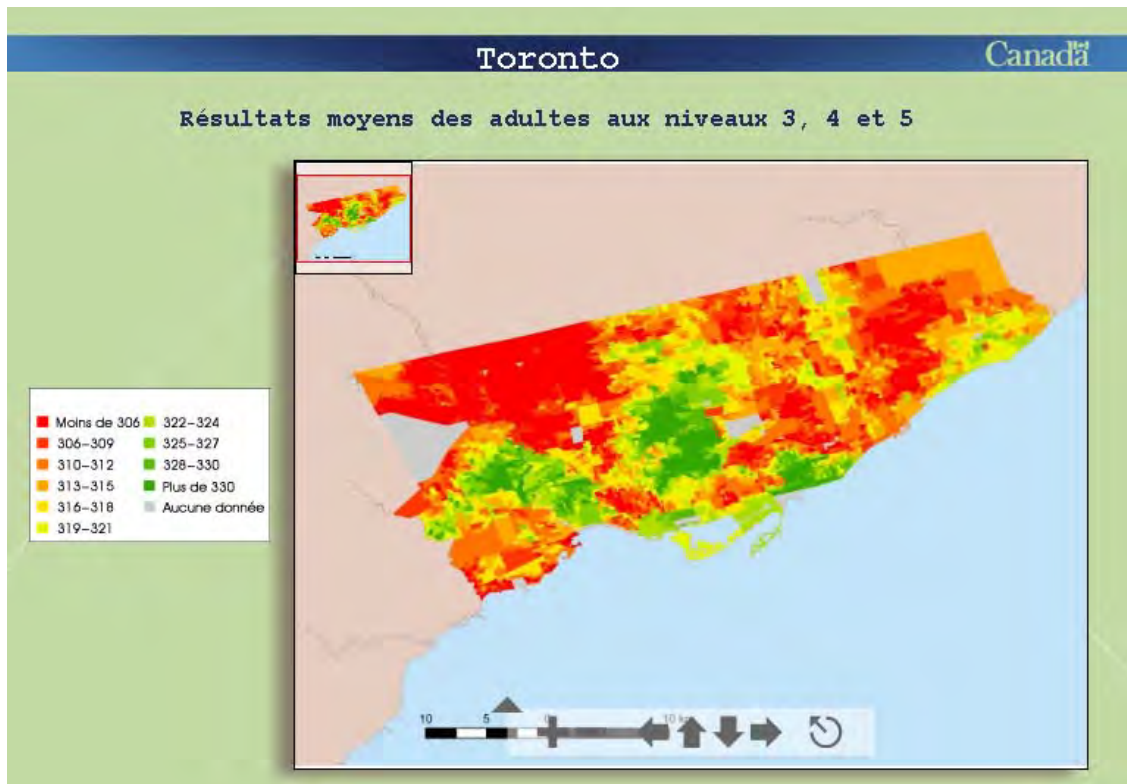 Toronto
Canada
Résultats moyens des adultes aux niveaux 3, 4 et 5
Moins de 306
306-309
310-312
313-315
316-318
319-321
322-324
325-327
328-330
Plus de 330
Aucune donnée
10 5 0 10 km